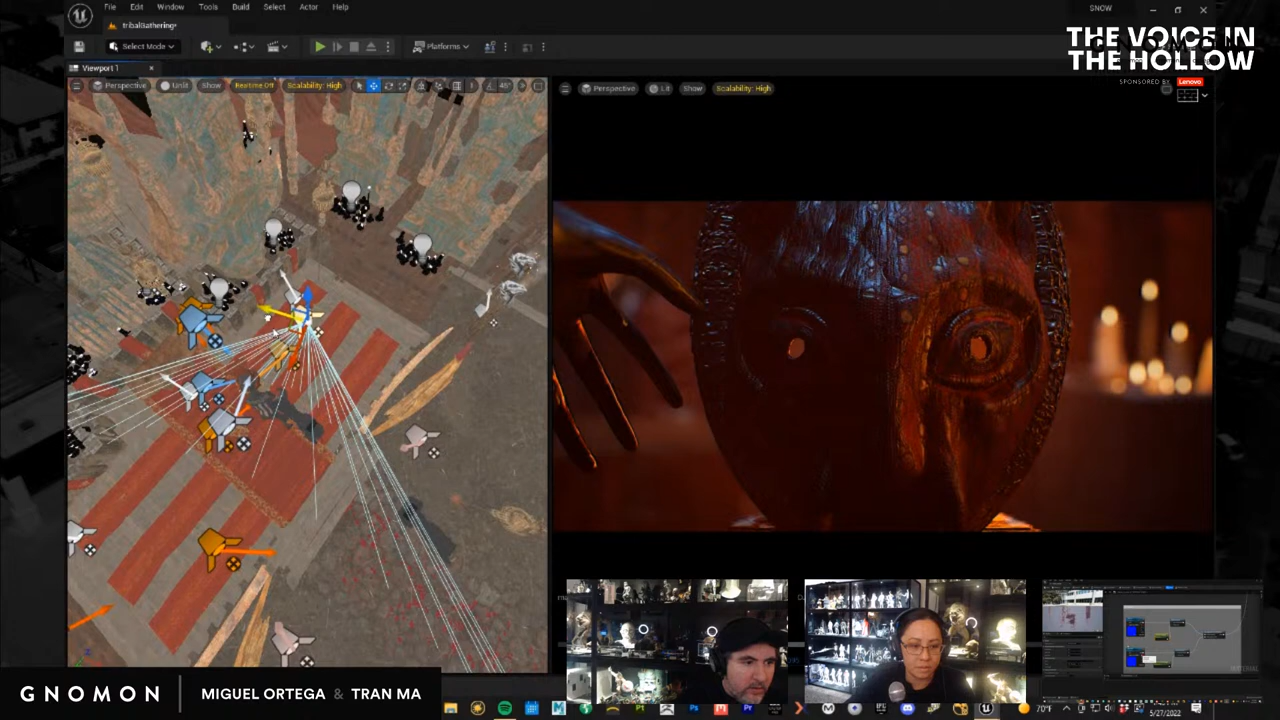 File Edit Window Tools Build Select Actor Help
SNOW
tribalGathering*
Select Mode
Platforms
Viewport 1
Perspective Unlit Show Realtime Off Scalability: High
45°
Perspective Lit Show Scalability: High
THE VOICE IN
THE HOLLOW
SPONSORED BY Lenovo
GNOMON
MIGUEL ORTEGA & TRAN MA
70°F
5/27/2022